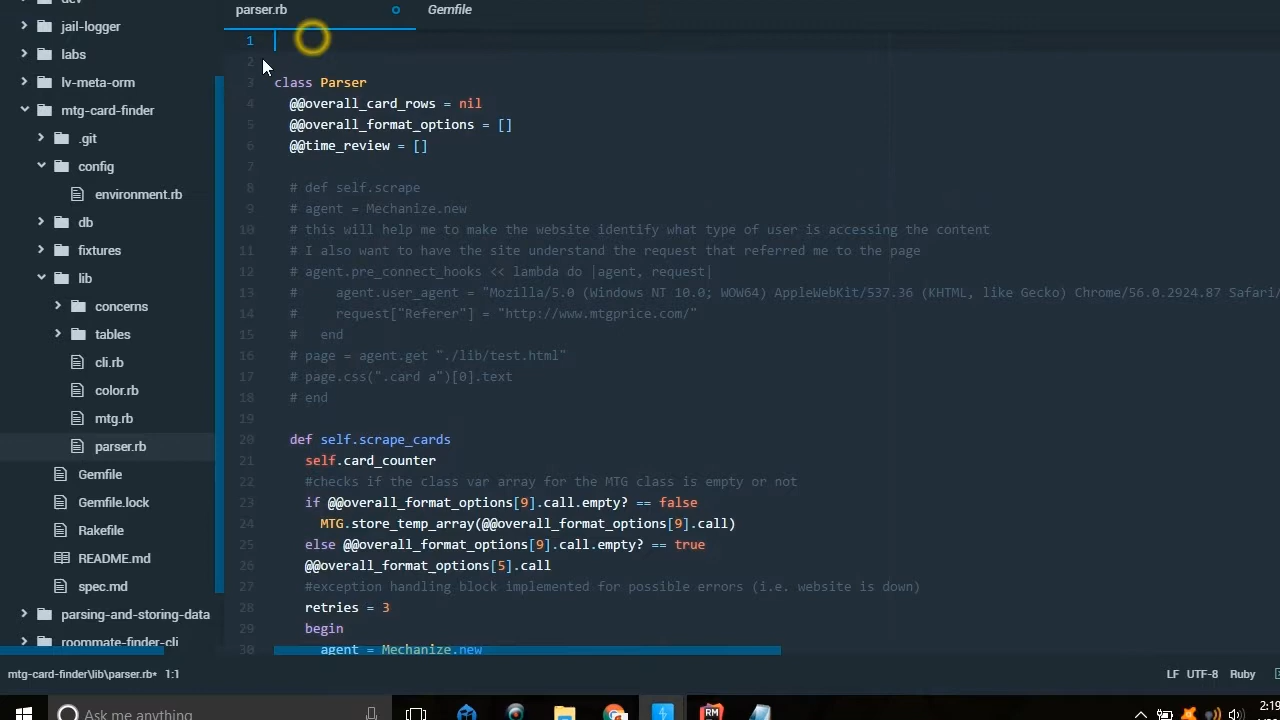 dev
jail-logger
labs
lv-meta-orm
mtg-card-finder
.git
config
environment.rb
db
fixtures
lib
concerns
tables
cli.rb
color.rb
mtg.rb
parser.rb
Gemfile
Gemfile.lock
Rakefile
README.md
spec.md
parsing-and-storing-data
roommate-finder-cli
parser.rb
Gemfile
1
2
3 class Parser
4 @@overall_card_rows = nil
5 @@overall_format_options = []
6 @@time_review = []
7
8 # def self.scrape
9 # agent = Mechanize.new
10 # this will help me to make the website identify what type of user is accessing the content
11 # I also want to have the site understand the request that referred me to the page
12 # agent.pre_connect_hooks << lambda do |agent, request|
13 # agent.user_agent = "Mozilla/5.0 (Windows NT 10.0; WOW64) AppleWebKit/537.36 (KHTML, like Gecko) Chrome/56.0.2924.87 Safari/
14 # request["Referer"] = "http://www.mtgprice.com/"
15 # end
16 # page = agent.get "./lib/test.html"
17 # page.css(".card a")[0].text
18 # end
19
20 def self.scrape_cards
21 self.card_counter
22 #checks if the class var array for the MTG class is empty or not
23 if @@overall_format_options[9].call.empty? == false
24 MTG.store_temp_array(@@overall_format_options[9].call)
25 else @@overall_format_options[9].call.empty? == true
26 @@overall_format_options[5].call
27 #exception handling block implemented for possible errors (i.e. website is down)
28 retries = 3
29 begin
30 agent = Mechanize.new
mtg-card-finder\lib\parser.rb* 1:1
LF UTF-8 Ruby
Ask me anything
RM
2:19